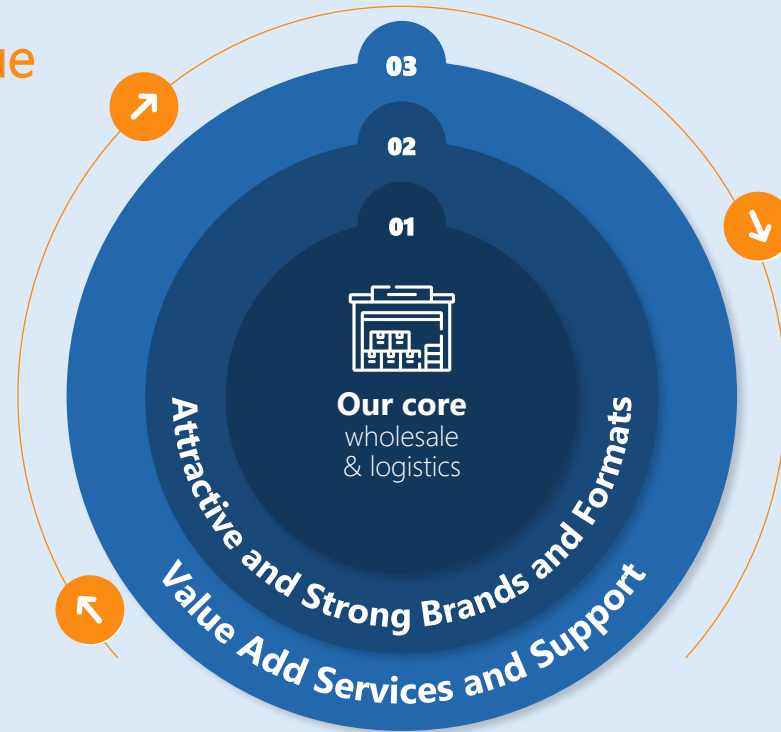 03
02
01
Our core
wholesale
& logistics
Attractive and Strong Brands and Formats
Value Add Services and Support